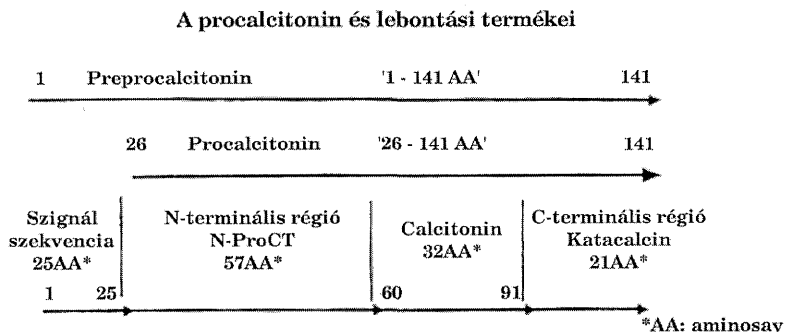 A procalcitonin és lebontási termékei
1 Preprocalcitonin '1 - 141 AA' 141
26 Procalcitonin '26 - 141 AA' 141
Szignál
szekvencia
25AA*
N-terminális régió
N-ProCT
57AA*
Calcitonin
32AA*
C-terminális régió
Katacalcin
21AA*
1 25 60 91
*AA: aminosav